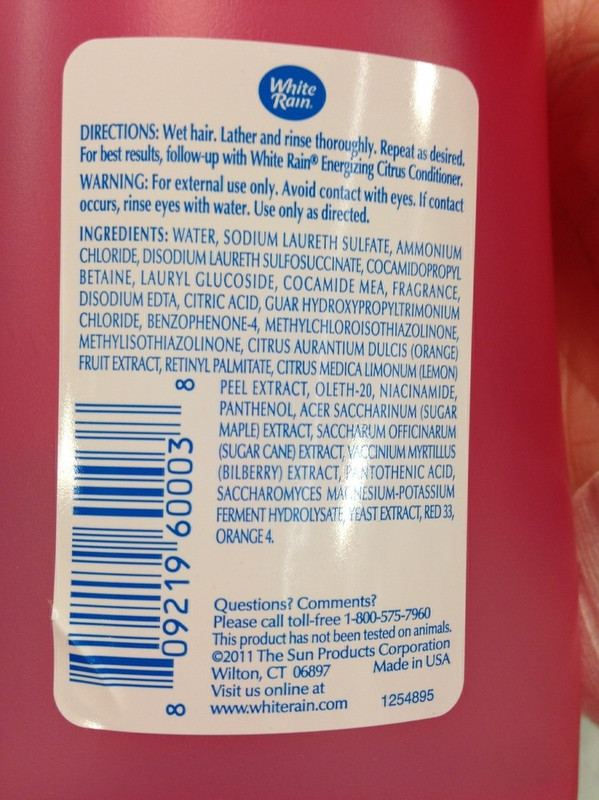 White
Rain.
DIRECTIONS: Wet hair. Lather and rinse thoroughly. Repeat as desired.
For best results, follow-up with White Rain® Energizing Citrus Conditioner.
WARNING: For external use only. Avoid contact with eyes. If contact
occurs, rinse eyes with water. Use only as directed.
INGREDIENTS: WATER, SODIUM LAURETH SULFATE, AMMONIUM
CHLORIDE, DISODIUM LAURETH SULFOSUCCINATE, COCAMIDOPROPYL
BETAINE, LAURYL GLUCOSIDE, COCAMIDE MEA, FRAGRANCE,
DISODIUM EDTA, CITRIC ACID, GUAR HYDROXYPROPYLTRIMONIUM
CHLORIDE, BENZOPHENONE-4, METHYLCHLOROISOTHIAZOLINONE,
METHYLISOTHIAZOLINONE, CITRUS AURANTIUM DULCIS (ORANGE)
FRUIT EXTRACT, RETINYL PALMITATE, CITRUS MEDICA LIMONUM (LEMON)
PEEL EXTRACT, OLETH-20, NIACINAMIDE,
PANTHENOL, ACER SACCHARINUM (SUGAR
MAPLE) EXTRACT, SACCHARUM OFFICINARUM
(SUGAR CANE) EXTRACT, VACCINIUM MYRTILLUS
(BILBERRY) EXTRACT, PANTOTHENIC ACID,
SACCHAROMYCES MAGNESIUM-POTASSIUM
FERMENT HYDROLYSATE, YEAST EXTRACT, RED 33,
ORANGE 4.
8 09219 60003 8
Questions? Comments?
Please call toll-free 1-800-575-7960
This product has not been tested on animals.
©2011 The Sun Products Corporation
Wilton, CT 06897 Made in USA
Visit us online at
www.whiterain.com 1254895